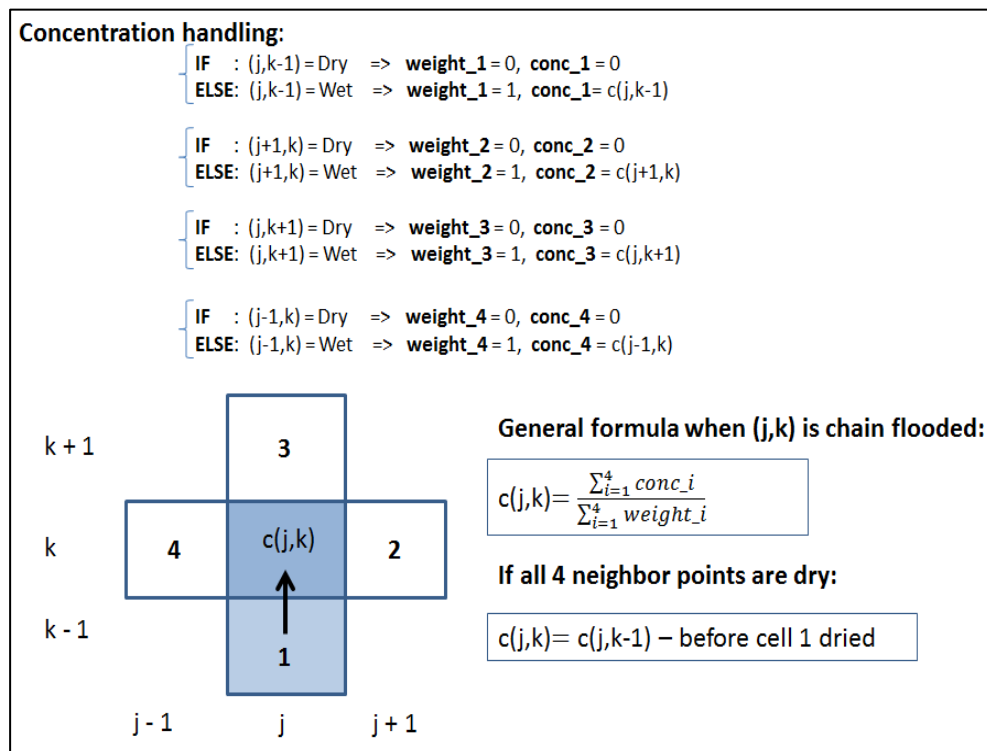 Concentration handling:
IF : (j,k-1) = Dry => weight_1 = 0, conc_1 = 0
ELSE: (j,k-1) = Wet => weight_1 = 1, conc_1= c(j,k-1)
IF : (j+1,k) = Dry => weight_2 = 0, conc_2 = 0
ELSE: (j+1,k) = Wet => weight_2 = 1, conc_2 = c(j+1,k)
IF : (j,k+1) = Dry => weight_3 = 0, conc_3 = 0
ELSE: (j,k+1) = Wet => weight_3 = 1, conc_3 = c(j,k+1)
IF : (j-1,k) = Dry => weight_4 = 0, conc_4 = 0
ELSE: (j-1,k) = Wet => weight_4 = 1, conc_4 = c(j-1,k)
k + 1
3
k
4
c(j,k)
2
k - 1
1
j - 1
j
j + 1
General formula when (j,k) is chain flooded:
c(j,k)= ∑⁴ᵢ₌₁ conc_i / ∑⁴ᵢ₌₁ weight_i
If all 4 neighbor points are dry:
c(j,k)= c(j,k-1) – before cell 1 dried